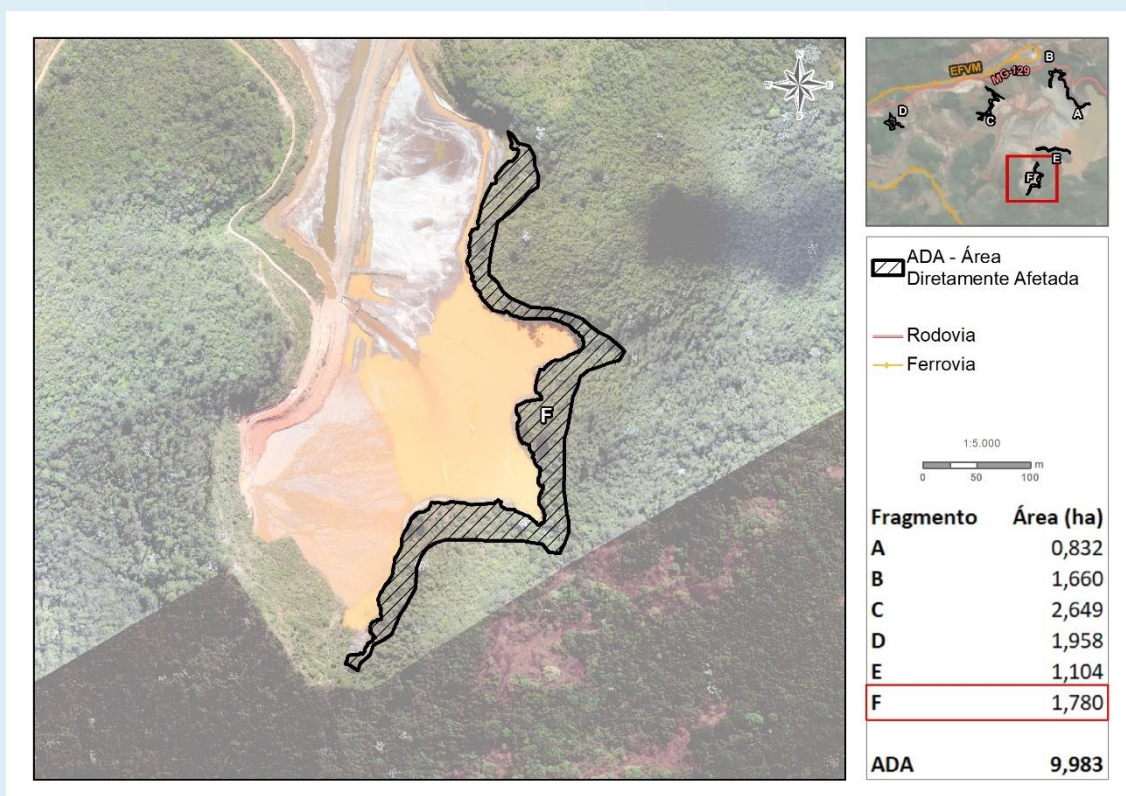 F
N
W
E
S
EFVM
MG-129
B
D
C
A
E
F
ADA - Área
Diretamente Afetada
Rodovia
Ferrovia
1:5.000
0 50 100 m
Fragmento Área (ha)
A 0,832
B 1,660
C 2,649
D 1,958
E 1,104
F 1,780
ADA 9,983